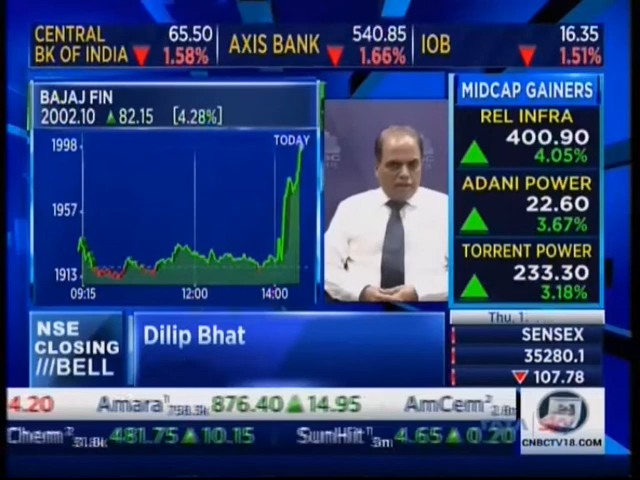 CENTRAL BK OF INDIA 65.50 1.58%
AXIS BANK 540.85 1.66%
IOB 16.35 1.51%
BAJAJ FIN
2002.10 ▲82.15 [4.28%]
TODAY
1998
1957
1913
09:15 12:00 14:00
MIDCAP GAINERS
REL INFRA
400.90
4.05%
ADANI POWER
22.60
3.67%
TORRENT POWER
233.30
3.18%
NSE
CLOSING
///BELL
Dilip Bhat
Thu, 1.
SENSEX
35280.1
▼ 107.78
4.20 Amara 876.40 ▲ 14.95 AmCem
Chem 481.75 ▲ 10.15 SunHit 4.65 ▲ 0.20
CNBCTV18.COM